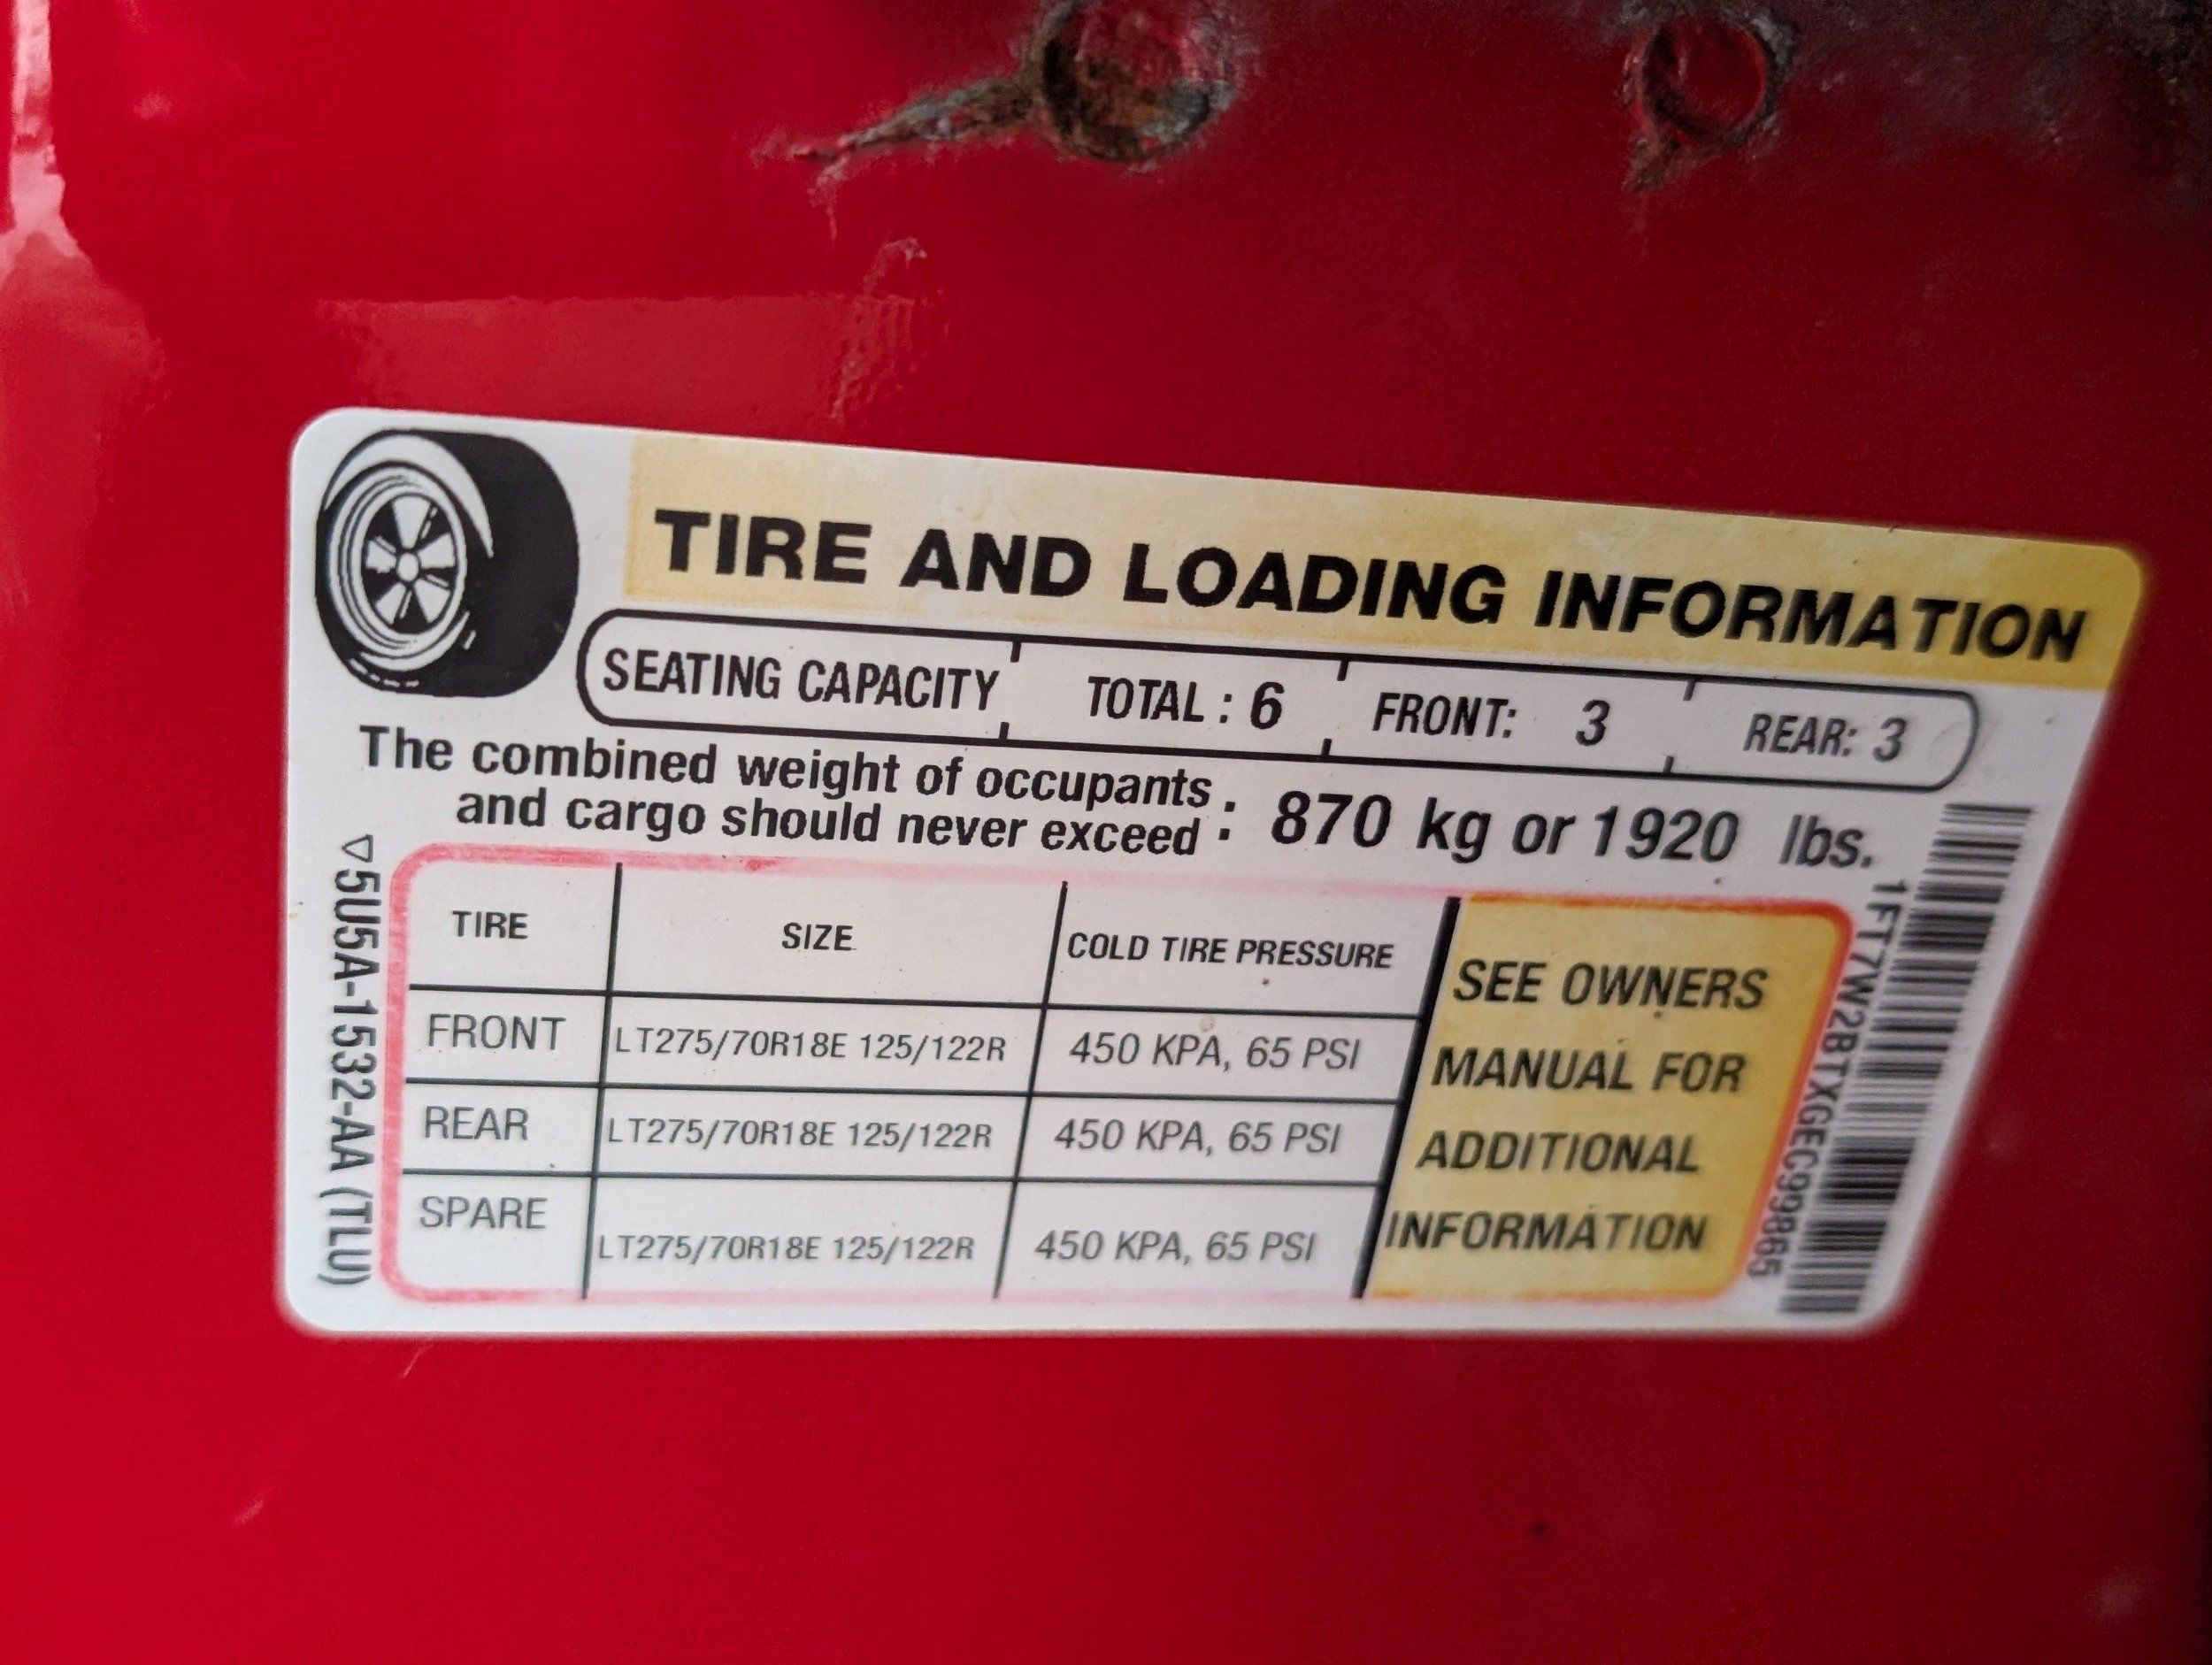 TIRE AND LOADING INFORMATION
SEATING CAPACITY TOTAL : 6 FRONT: 3 REAR: 3
The combined weight of occupants
and cargo should never exceed : 870 kg or 1920 lbs.
TIRE SIZE COLD TIRE PRESSURE
FRONT LT275/70R18E 125/122R 450 KPA, 65 PSI
REAR LT275/70R18E 125/122R 450 KPA, 65 PSI
SPARE LT275/70R18E 125/122R 450 KPA, 65 PSI
SEE OWNERS
MANUAL FOR
ADDITIONAL
INFORMATION
5U5A-1532-AA (TLU)
1FT7W2BTXGEC99865